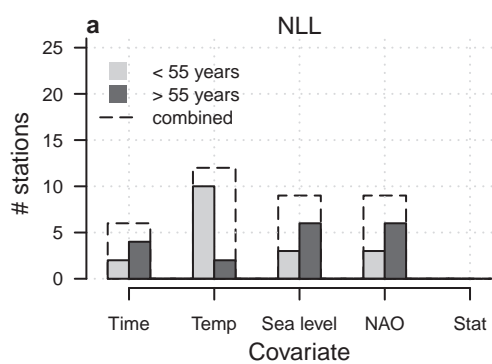 a
NLL
< 55 years
> 55 years
combined
25
20
15
10
5
0
# stations
Time Temp Sea level NAO Stat
Covariate